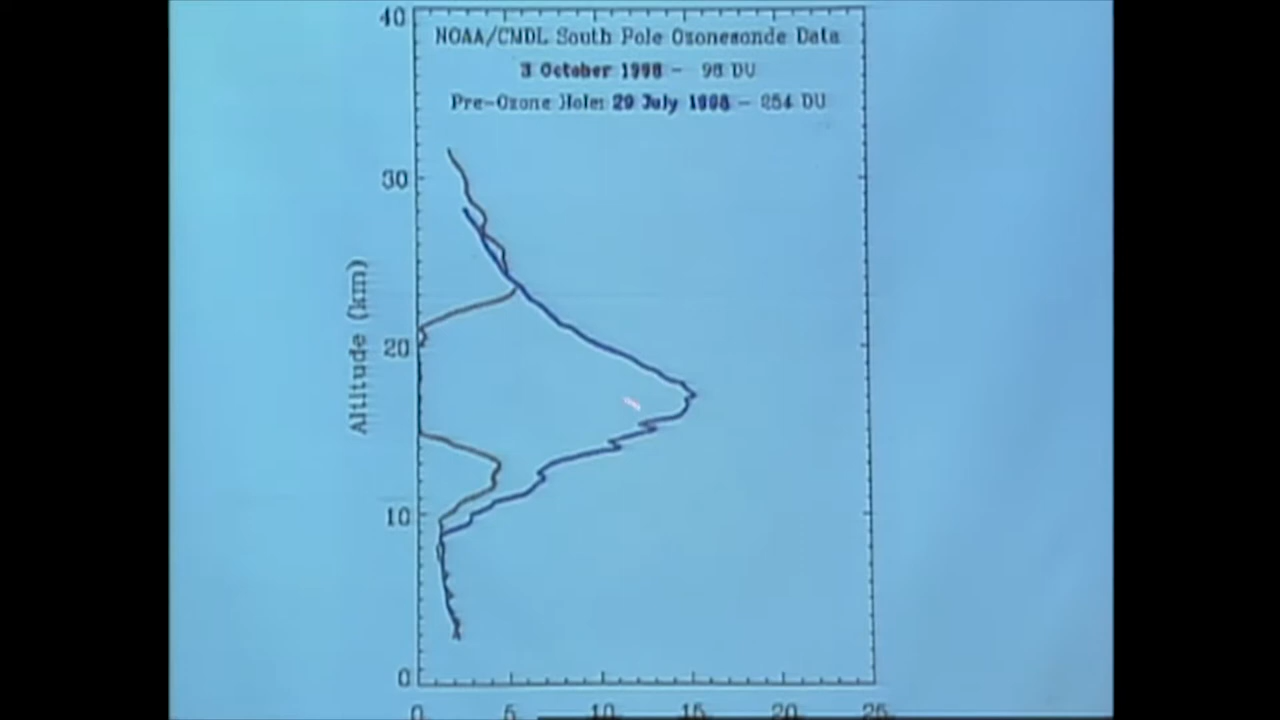 40
NOAA/CMDL South Pole Ozonesonde Data
3 October 1998 - 98 DU
Pre-Ozone Hole: 29 July 1998 - 254 DU
30
Altitude (km)
20
10
0
0 5 10 15 20 25